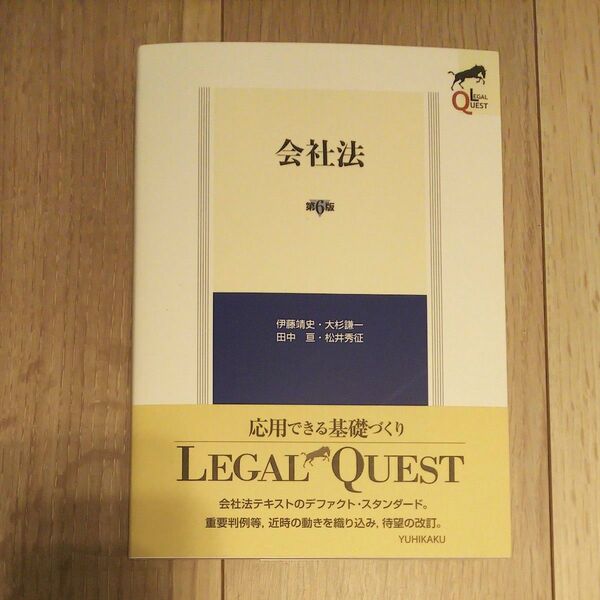 LEGAL
QUEST
会社法
第6版
伊藤靖史・大杉謙一
田中 亘・松井秀征
応用できる基礎づくり
LEGAL QUEST
会社法テキストのデファクト・スタンダード。
重要判例等，近時の動きを織り込み，待望の改訂。
YUHIKAKU